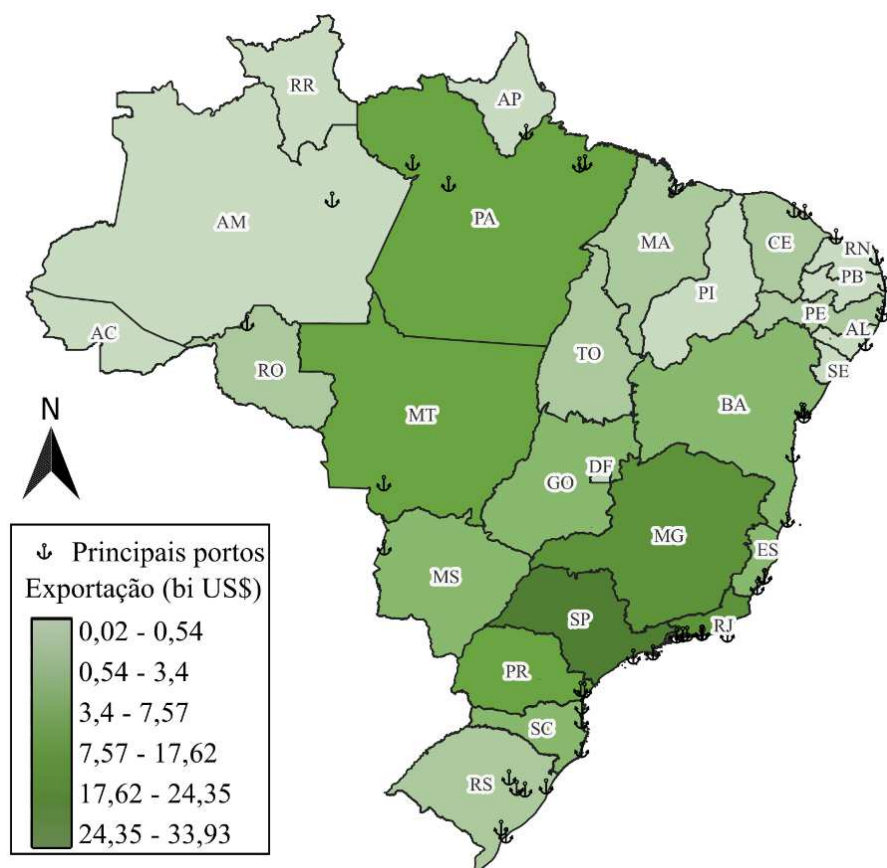 RR
AP
AM
PA
MA
CE
RN
PB
PI
PE
AL
AC
SE
TO
RO
BA
MT
DF
GO
N
MG
ES
MS
SP
RJ
PR
SC
RS
Principais portos
Exportação (bi US$)
0,02 - 0,54
0,54 - 3,4
3,4 - 7,57
7,57 - 17,62
17,62 - 24,35
24,35 - 33,93